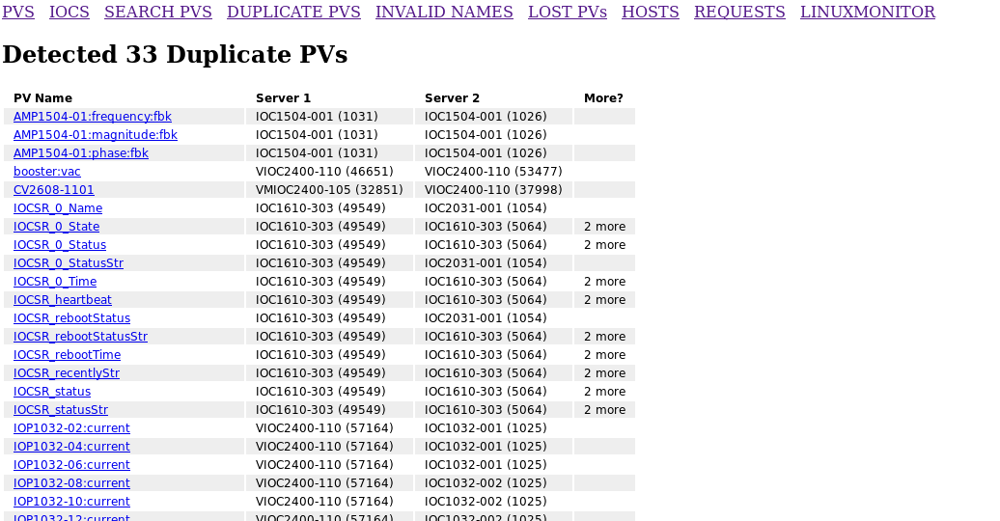 PVS IOCS SEARCH PVS DUPLICATE PVS INVALID NAMES LOST PVs HOSTS REQUESTS LINUXMONITOR
Detected 33 Duplicate PVs
PV Name Server 1 Server 2 More?
AMP1504-01:frequency:fbk IOC1504-001 (1031) IOC1504-001 (1026)
AMP1504-01:magnitude:fbk IOC1504-001 (1031) IOC1504-001 (1026)
AMP1504-01:phase:fbk IOC1504-001 (1031) IOC1504-001 (1026)
booster:vac VIOC2400-110 (46651) VIOC2400-110 (53477)
CV2608-1101 VMIOC2400-105 (32851) VIOC2400-110 (37998)
IOCSR_0_Name IOC1610-303 (49549) IOC2031-001 (1054)
IOCSR_0_State IOC1610-303 (49549) IOC1610-303 (5064) 2 more
IOCSR_0_Status IOC1610-303 (49549) IOC1610-303 (5064) 2 more
IOCSR_0_StatusStr IOC1610-303 (49549) IOC2031-001 (1054)
IOCSR_0_Time IOC1610-303 (49549) IOC1610-303 (5064) 2 more
IOCSR_heartbeat IOC1610-303 (49549) IOC1610-303 (5064) 2 more
IOCSR_rebootStatus IOC1610-303 (49549) IOC2031-001 (1054)
IOCSR_rebootStatusStr IOC1610-303 (49549) IOC1610-303 (5064) 2 more
IOCSR_rebootTime IOC1610-303 (49549) IOC1610-303 (5064) 2 more
IOCSR_recentlyStr IOC1610-303 (49549) IOC1610-303 (5064) 2 more
IOCSR_status IOC1610-303 (49549) IOC1610-303 (5064) 2 more
IOCSR_statusStr IOC1610-303 (49549) IOC1610-303 (5064) 2 more
IOP1032-02:current VIOC2400-110 (57164) IOC1032-001 (1025)
IOP1032-04:current VIOC2400-110 (57164) IOC1032-001 (1025)
IOP1032-06:current VIOC2400-110 (57164) IOC1032-001 (1025)
IOP1032-08:current VIOC2400-110 (57164) IOC1032-002 (1025)
IOP1032-10:current VIOC2400-110 (57164) IOC1032-002 (1025)
IOP1032-12:current VIOC2400-110 (57164) IOC1032-002 (1025)